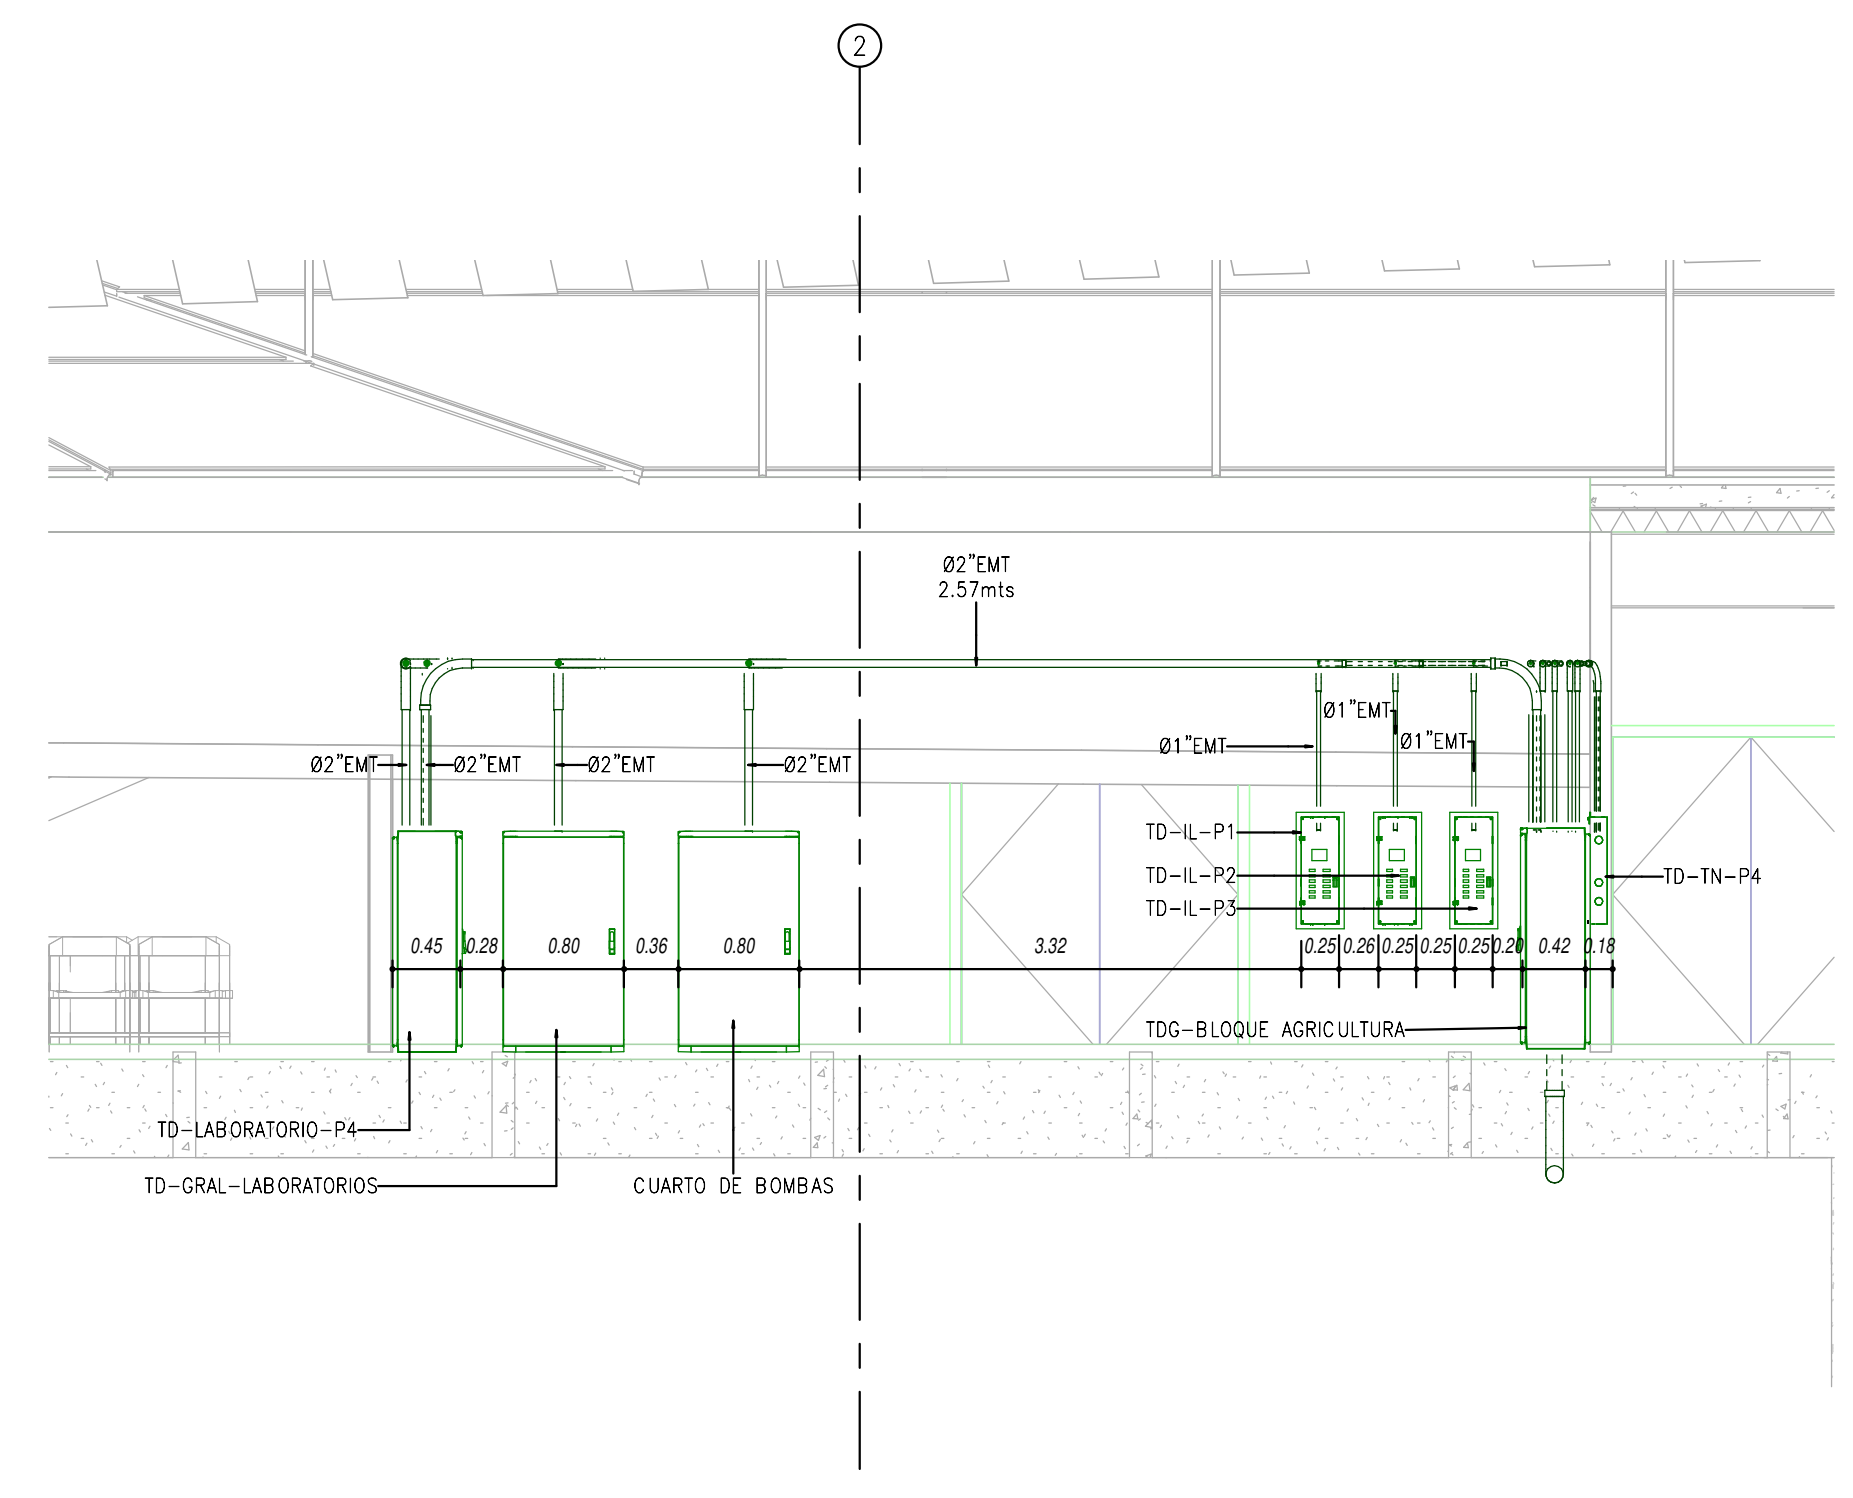 2
Ø2”EMT
2.57mts
Ø1”EMT
Ø1”EMT
Ø1”EMT
Ø2”EMT
Ø2”EMT
Ø2”EMT
Ø2”EMT
TD-IL-P1
TD-IL-P2
TD-IL-P3
TD-TN-P4
0.45
0.28
0.80
0.36
0.80
3.32
0.25
0.26
0.25
0.25
0.25
0.20
0.42
0.18
TDG-BLOQUE AGRICULTURA
TD-LABORATORIO-P4
TD-GRAL-LABORATORIOS
CUARTO DE BOMBAS